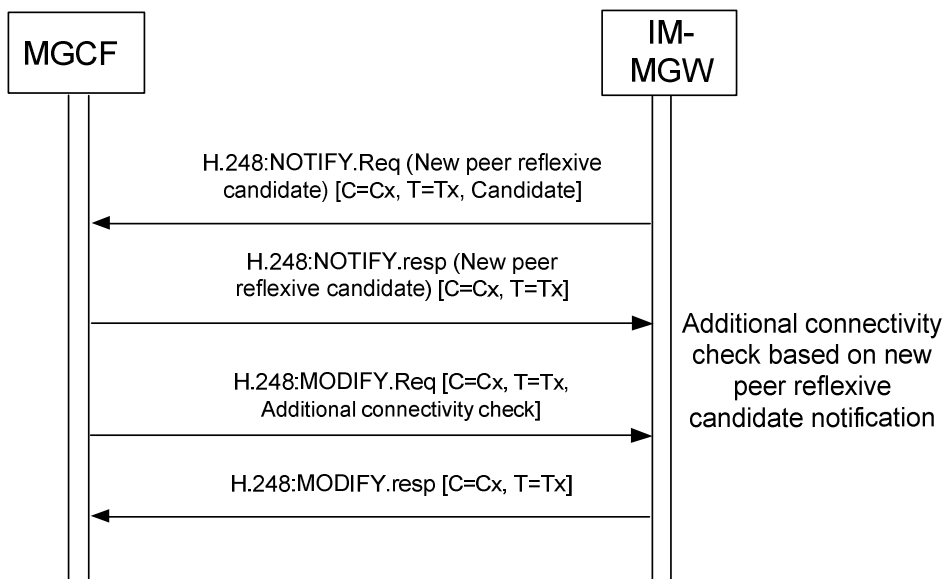 MGCF
IM-
MGW
H.248:NOTIFY.Req (New peer reflexive
candidate) [C=Cx, T=Tx, Candidate]
H.248:NOTIFY.resp (New peer
reflexive candidate) [C=Cx, T=Tx]
Additional connectivity
check based on new
peer reflexive
candidate notification
H.248:MODIFY.Req [C=Cx, T=Tx,
Additional connectivity check]
H.248:MODIFY.resp [C=Cx, T=Tx]